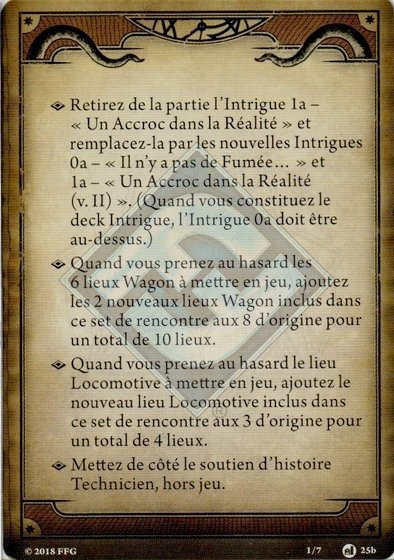 Retirez de la partie l'Intrigue 1a –
« Un Accroc dans la Réalité » et
remplacez-la par les nouvelles Intrigues
0a – « Il n'y a pas de Fumée… » et
1a – « Un Accroc dans la Réalité
(v. II) ». (Quand vous constituez le
deck Intrigue, l'Intrigue 0a doit être
au-dessus.)
Quand vous prenez au hasard les
6 lieux Wagon à mettre en jeu, ajoutez
les 2 nouveaux lieux Wagon inclus dans
ce set de rencontre aux 8 d'origine pour
un total de 10 lieux.
Quand vous prenez au hasard le lieu
Locomotive à mettre en jeu, ajoutez le
nouveau lieu Locomotive inclus dans
ce set de rencontre aux 3 d'origine pour
un total de 4 lieux.
Mettez de côté le soutien d'histoire
Technicien, hors jeu.
®
© 2018 FFG 1/7 25b